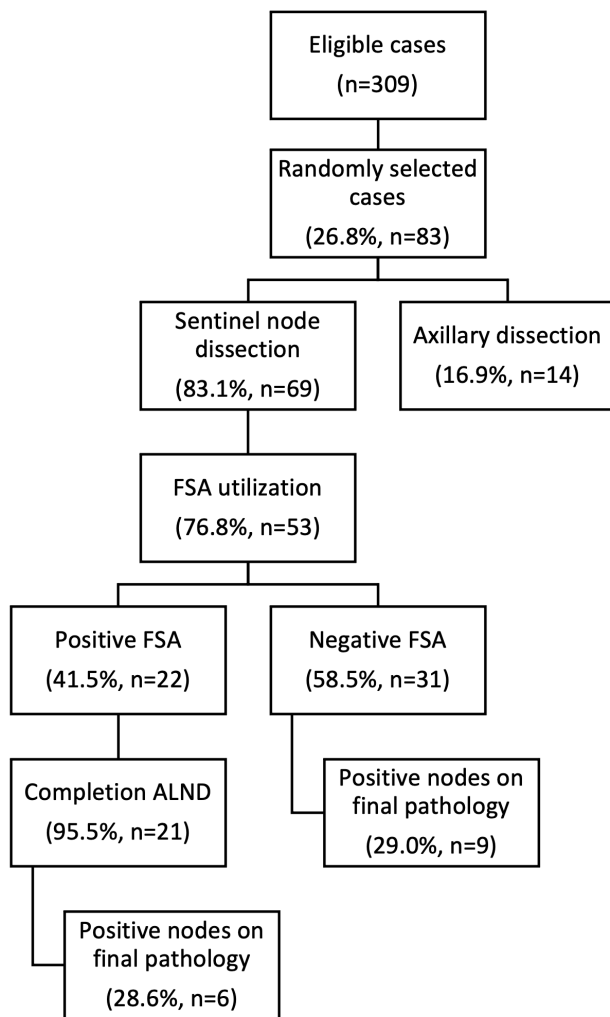 Eligible cases
(n=309)
Randomly selected
cases
(26.8%, n=83)
Sentinel node
dissection
(83.1%, n=69)
Axillary dissection
(16.9%, n=14)
FSA utilization
(76.8%, n=53)
Positive FSA
(41.5%, n=22)
Negative FSA
(58.5%, n=31)
Completion ALND
(95.5%, n=21)
Positive nodes on
final pathology
(29.0%, n=9)
Positive nodes on
final pathology
(28.6%, n=6)